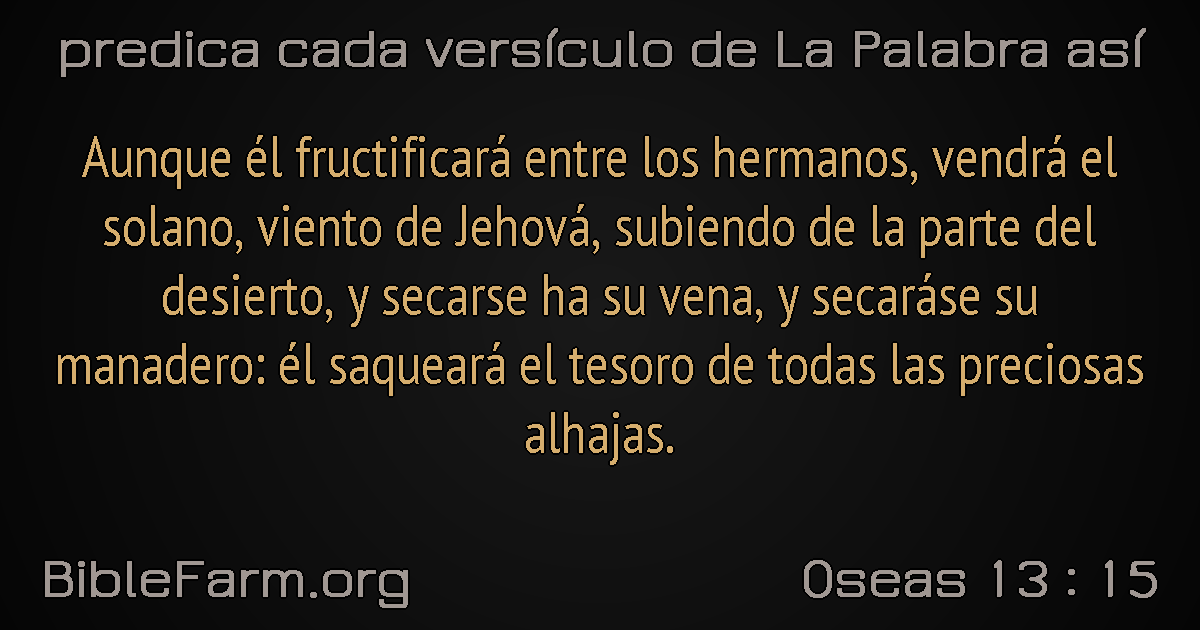 predica cada versículo de La Palabra así
Aunque él fructificará entre los hermanos, vendrá el
solano, viento de Jehová, subiendo de la parte del
desierto, y secarse ha su vena, y secaráse su
manadero: él saqueará el tesoro de todas las preciosas
alhajas.
BibleFarm.org
Oseas 13 : 15